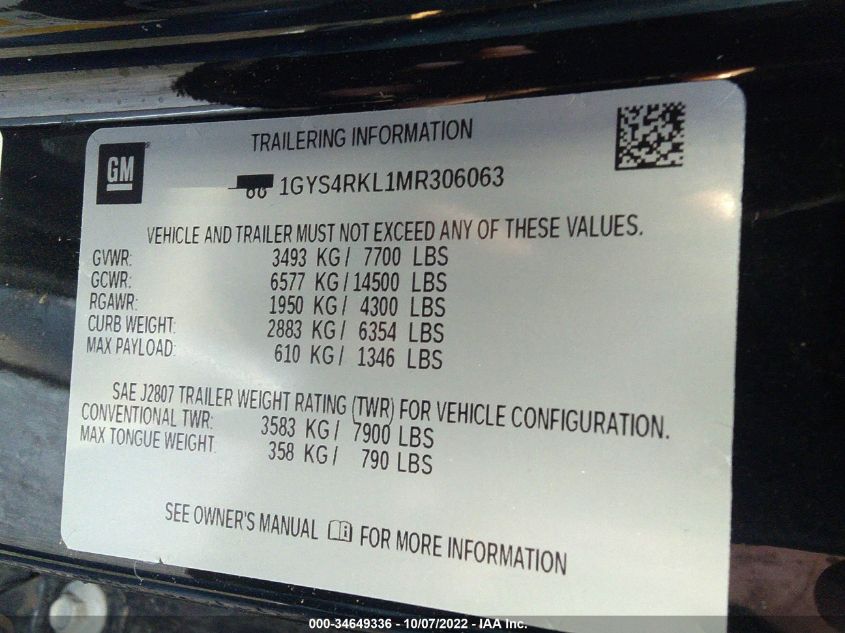 TRAILERING INFORMATION
GM
1GYS4RKL1MR306063
VEHICLE AND TRAILER MUST NOT EXCEED ANY OF THESE VALUES.
GVWR: 3493 KG/ 7700 LBS
GCWR: 6577 KG/14500 LBS
RGAWR: 1950 KG/ 4300 LBS
CURB WEIGHT: 2883 KG/ 6354 LBS
MAX PAYLOAD: 610 KG/ 1346 LBS
SAE J2807 TRAILER WEIGHT RATING (TWR) FOR VEHICLE CONFIGURATION.
CONVENTIONAL TWR: 3583 KG/ 7900 LBS
MAX TONGUE WEIGHT: 358 KG/ 790 LBS
SEE OWNER'S MANUAL FOR MORE INFORMATION
000-34649336 - 10/07/2022 - IAA Inc.